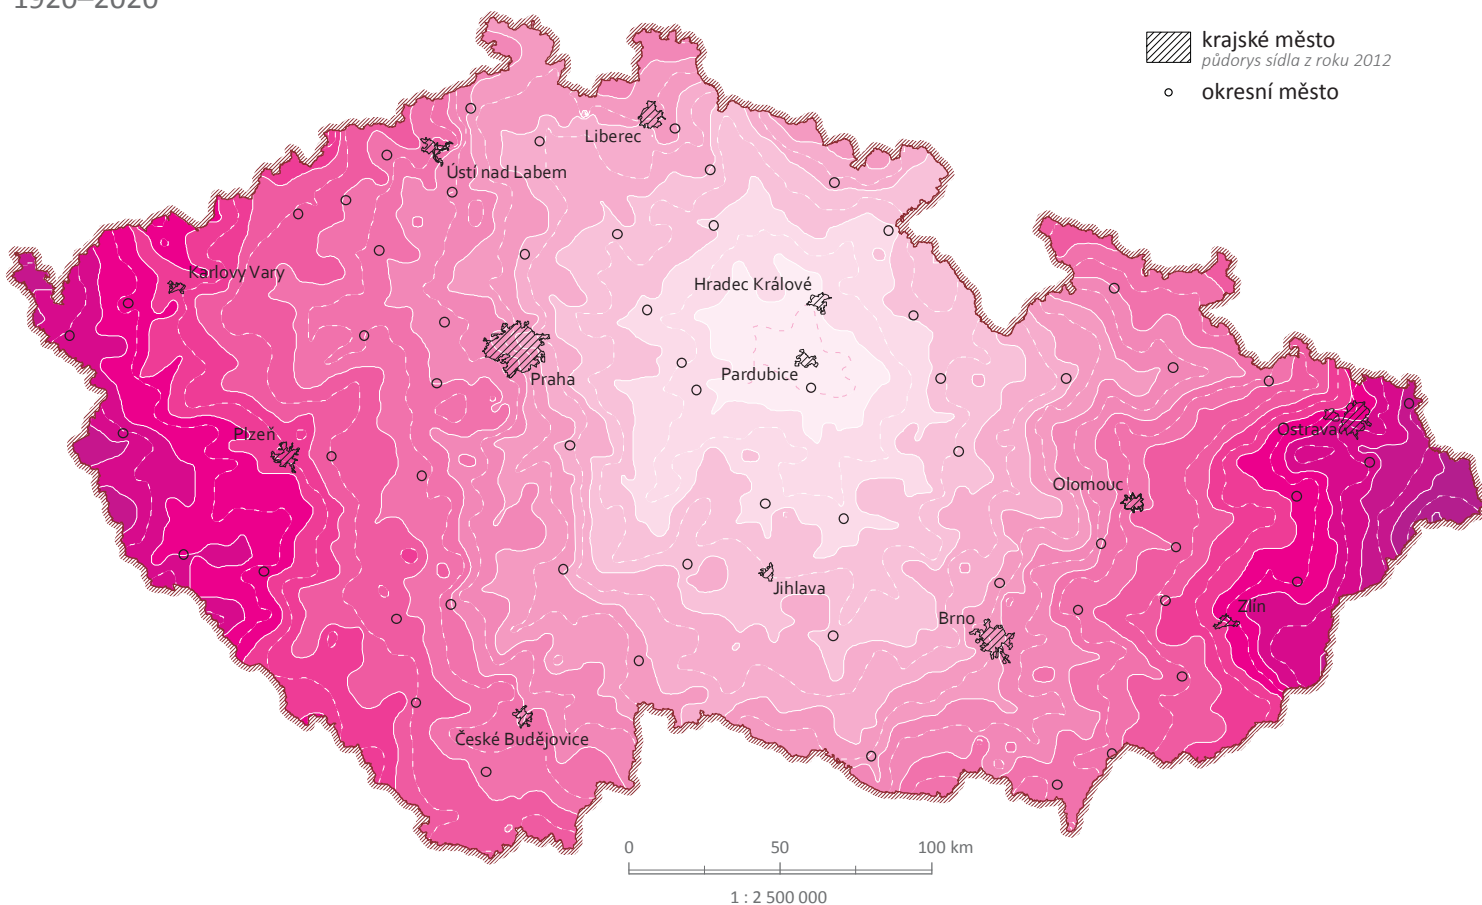 1920–2020
krajské město
půdorys sídla z roku 2012
okresní město
Liberec
Ústí nad Labem
Karlovy Vary
Hradec Králové
Praha
Pardubice
Plzeň
Ostrava
Olomouc
Jihlava
Zlín
Brno
České Budějovice
0 50 100 km
1 : 2 500 000